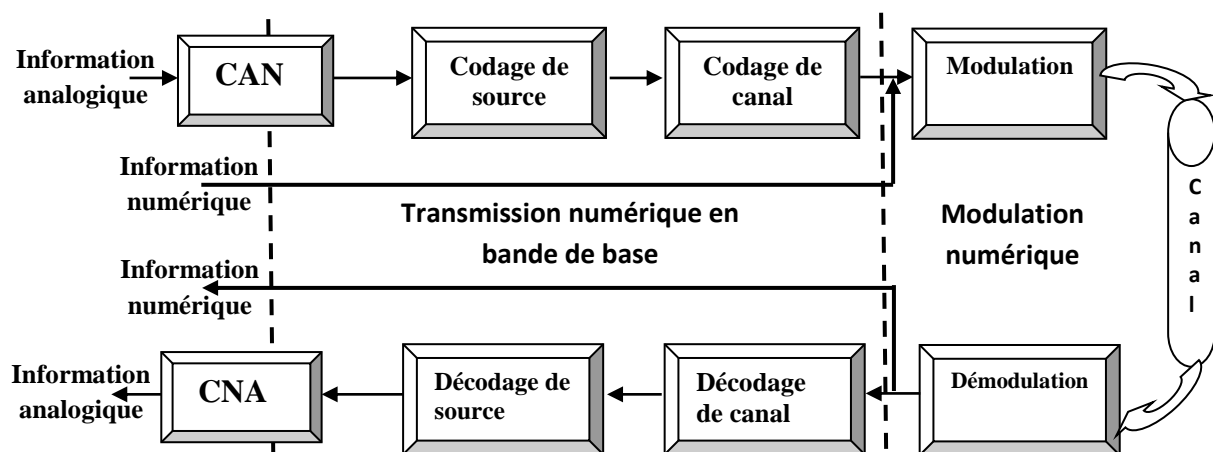 Information
analogique
CAN
Codage de
source
Codage de
canal
Modulation
Information
numérique
Transmission numérique en
bande de base
Modulation
numérique
C
a
n
a
l
Information
numérique
Information
analogique
CNA
Décodage de
source
Décodage
de canal
Démodulation